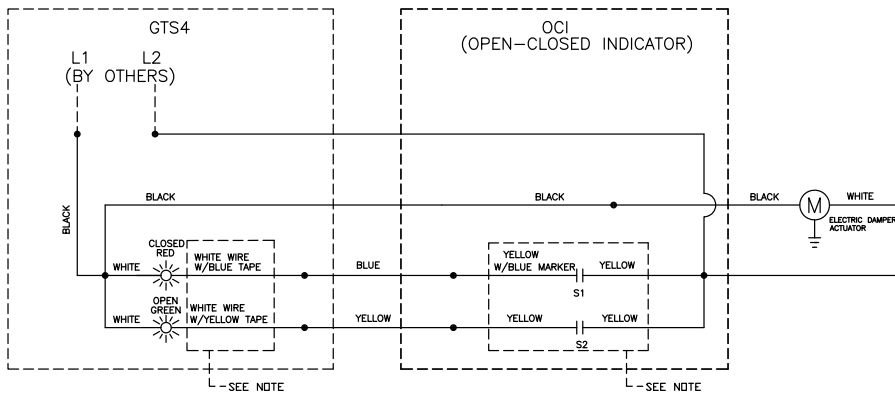 GTS4
OCI
(OPEN-CLOSED INDICATOR)
L1
L2
(BY OTHERS)
BLACK
BLACK
BLACK
BLACK
WHITE
M
ELECTRIC DAMPER
ACTUATOR
CLOSED
RED
WHITE
WHITE WIRE
W/BLUE TAPE
BLUE
YELLOW
W/BLUE MARKER
YELLOW
S1
OPEN
GREEN
WHITE
WHITE WIRE
W/YELLOW TAPE
YELLOW
YELLOW
YELLOW
S2
SEE NOTE
SEE NOTE